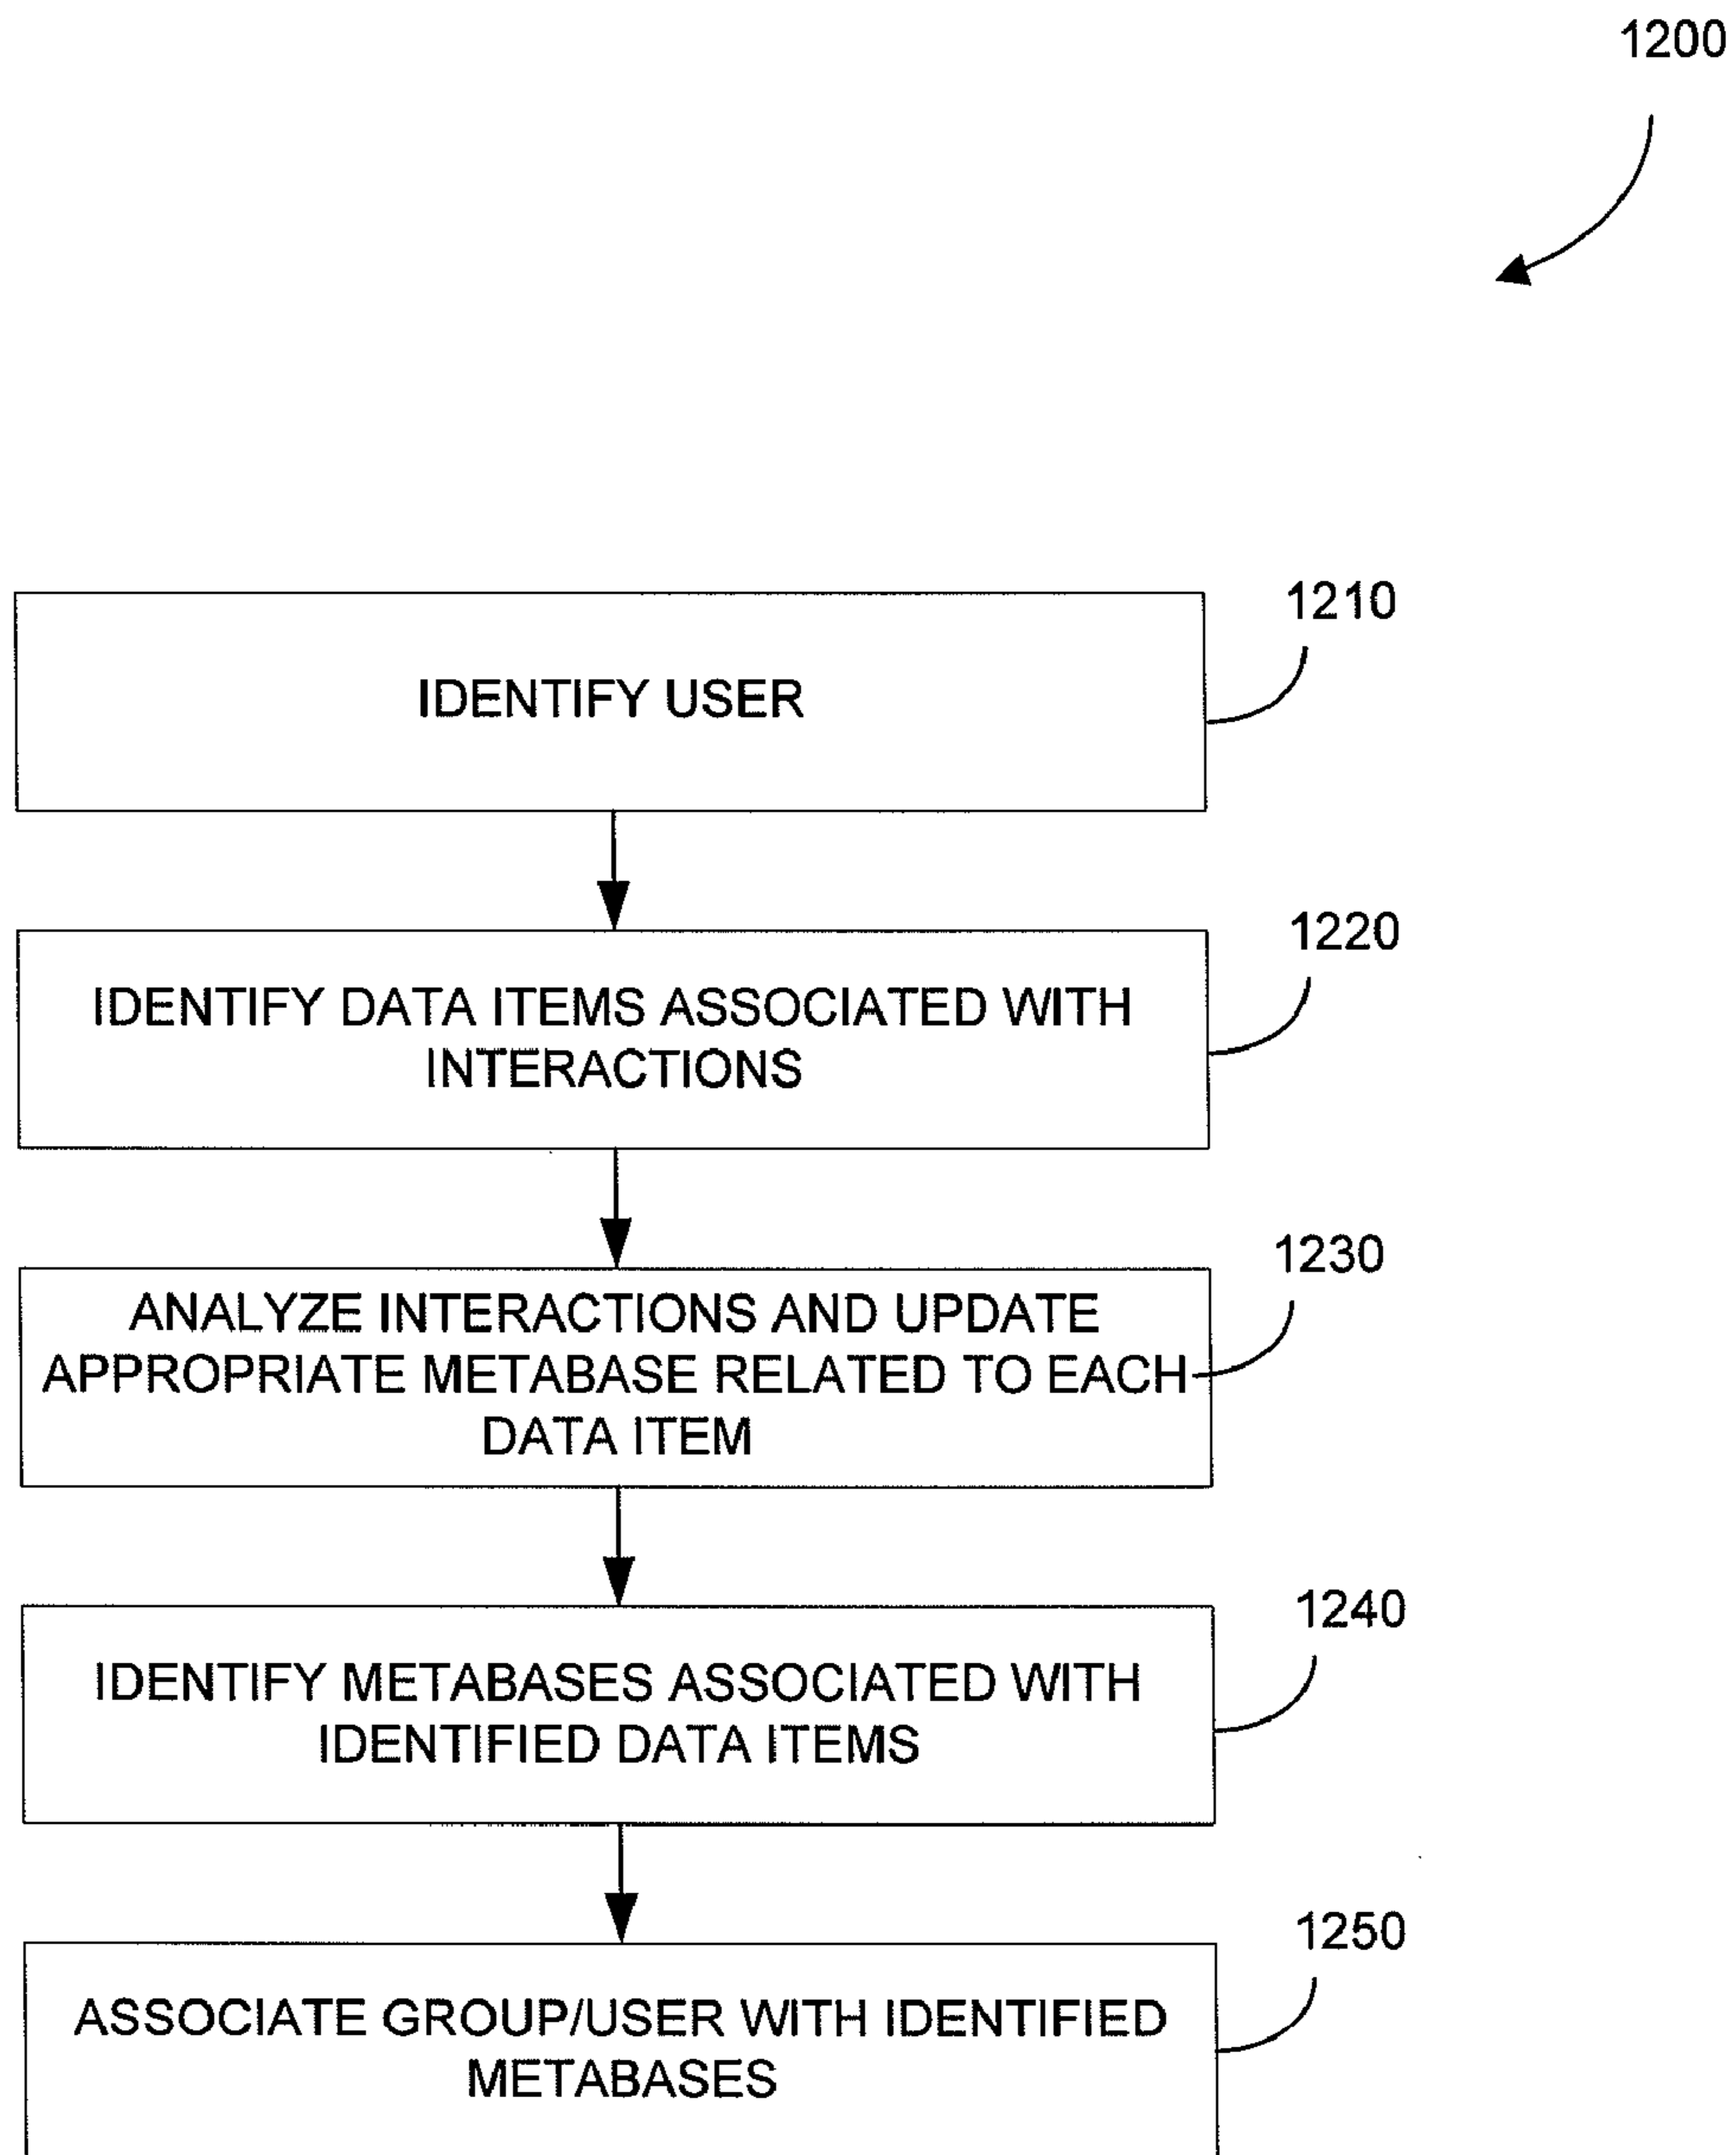 1200
1210
IDENTIFY USER
1220
IDENTIFY DATA ITEMS ASSOCIATED WITH
INTERACTIONS
1230
ANALYZE INTERACTIONS AND UPDATE
APPROPRIATE METABASE RELATED TO EACH
DATA ITEM
1240
IDENTIFY METABASES ASSOCIATED WITH
IDENTIFIED DATA ITEMS
1250
ASSOCIATE GROUP/USER WITH IDENTIFIED
METABASES